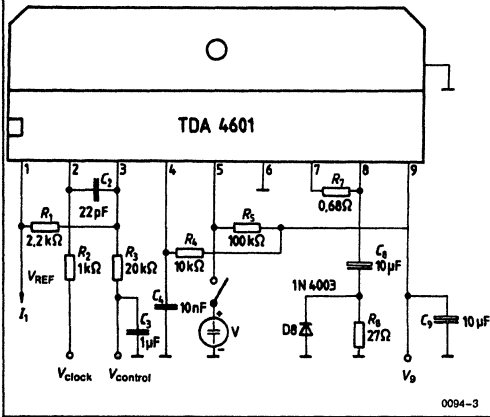 TDA 4601
1 2 3 4 5 6 7 8 9
C2
22pF
R1
2,2 kΩ
R7
0,68Ω
R5
100kΩ
R4
10kΩ
R2
1kΩ
R3
20kΩ
VREF
I1
C8
10µF
1N 4003
C4
10nF
V
+
-
D8
R6
27Ω
C9
10µF
C3
1µF
Vclock
Vcontrol
V9
0094-3